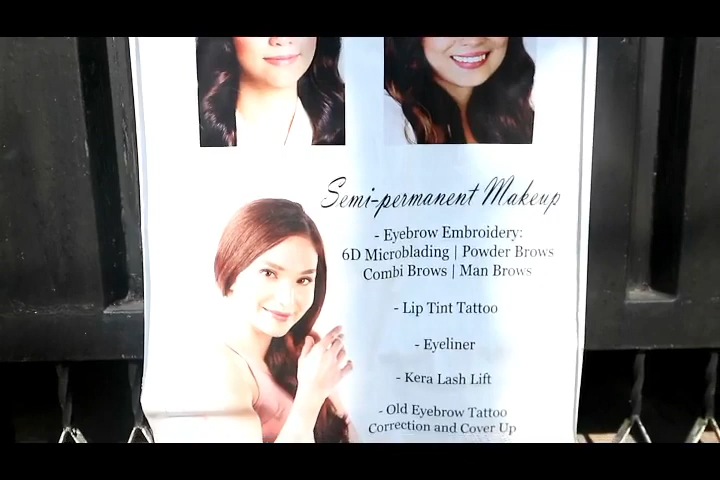 Semi-permanent Makeup
- Eyebrow Embroidery:
6D Microblading | Powder Brows
Combi Brows | Man Brows
- Lip Tint Tattoo
- Eyeliner
- Kera Lash Lift
- Old Eyebrow Tattoo
Correction and Cover Up